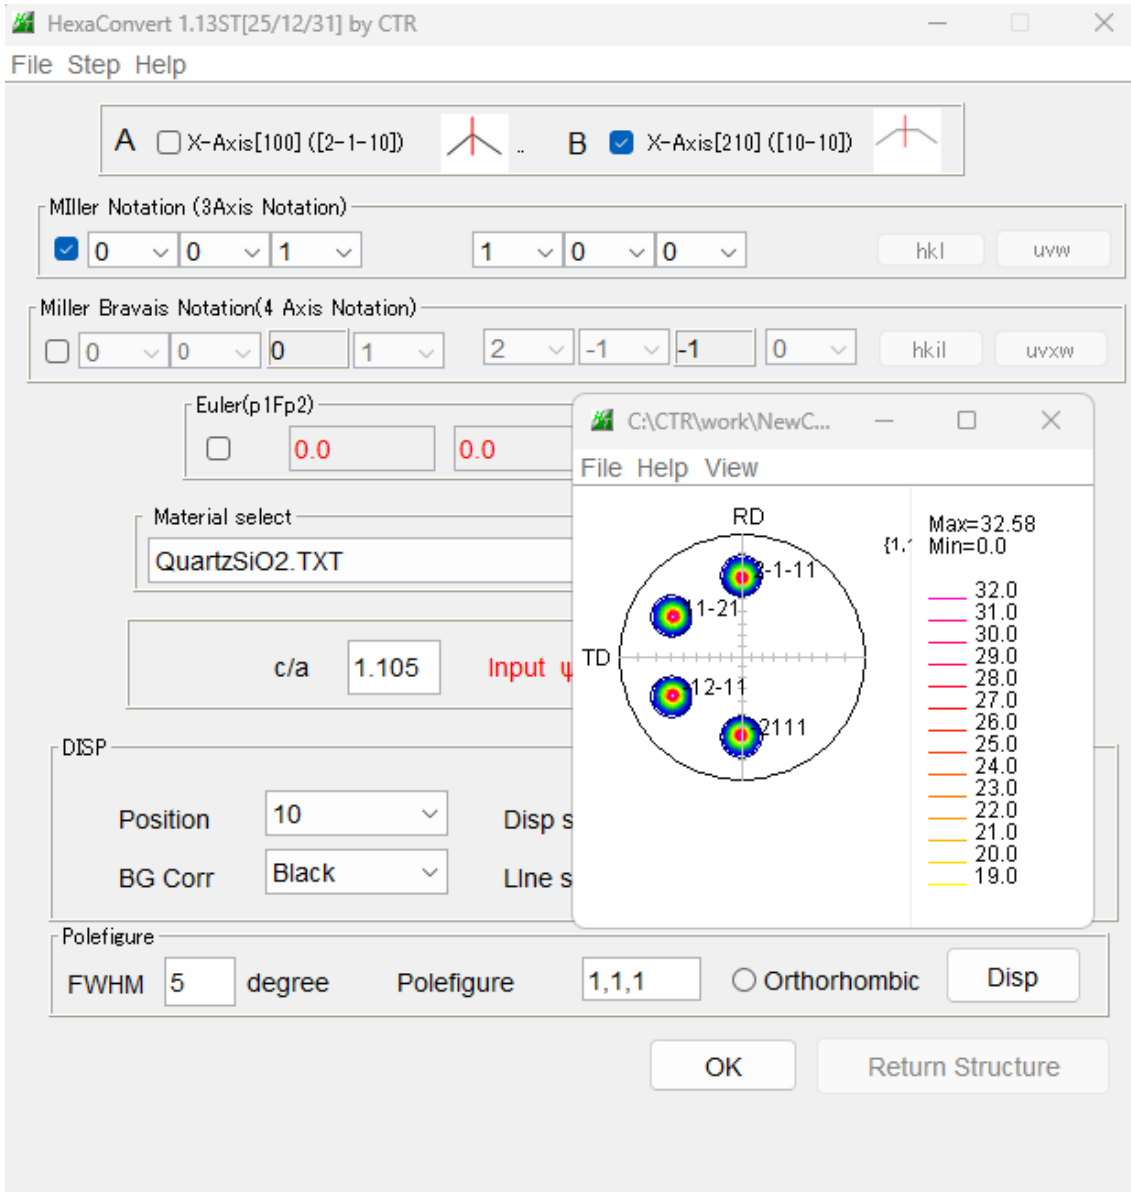 HexaConvert 1.13ST[25/12/31] by CTR
File Step Help
A X-Axis[100]([2-1-10]) .. B X-Axis[210]([10-10])
MIller Notation (3Axis Notation)
0 0 1 1 0 0 hkl uvw
Miller Bravais Notation(4 Axis Notation)
0 0 0 1 2 -1 -1 0 hkil uvxw
Euler(p1Fp2)
0.0 0.0
Material select
QuartzSiO2.TXT
c/a 1.105 Input
DISP
Position 10 Disp s
BG Corr Black LIne s
C:\CTR\work\NewC...
File Help View
RD
TD
2-1-11
11-21
-12-11
-2111
{1,
Max=32.58
Min=0.0
32.0
31.0
30.0
29.0
28.0
27.0
26.0
25.0
24.0
23.0
22.0
21.0
20.0
19.0
Polefigure
FWHM 5 degree Polefigure 1,1,1 Orthorhombic Disp
OK Return Structure